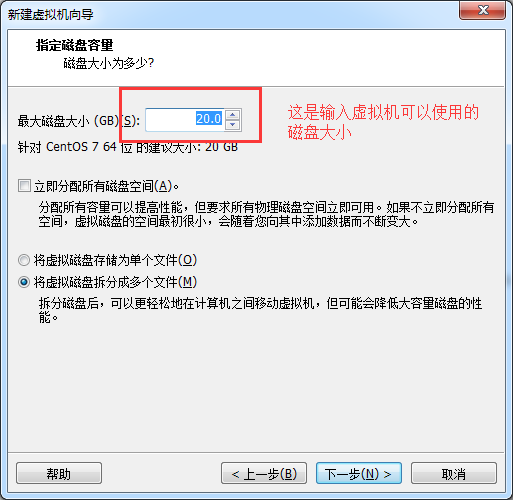 新建虚拟机向导
指定磁盘容量
磁盘大小为多少?
最大磁盘大小 (GB)(S): 20.0
这是输入虚拟机可以使用的
磁盘大小
针对 CentOS 7 64 位 的建议大小: 20 GB
立即分配所有磁盘空间(A)。
分配所有容量可以提高性能，但要求所有物理磁盘空间立即可用。如果不立即分配所有
空间，虚拟磁盘的空间最初很小，会随着您向其中添加数据而不断变大。
将虚拟磁盘存储为单个文件(O)
将虚拟磁盘拆分成多个文件(M)
拆分磁盘后，可以更轻松地在计算机之间移动虚拟机，但可能会降低大容量磁盘的性
能。
帮助
< 上一步(B)
下一步(N) >
取消